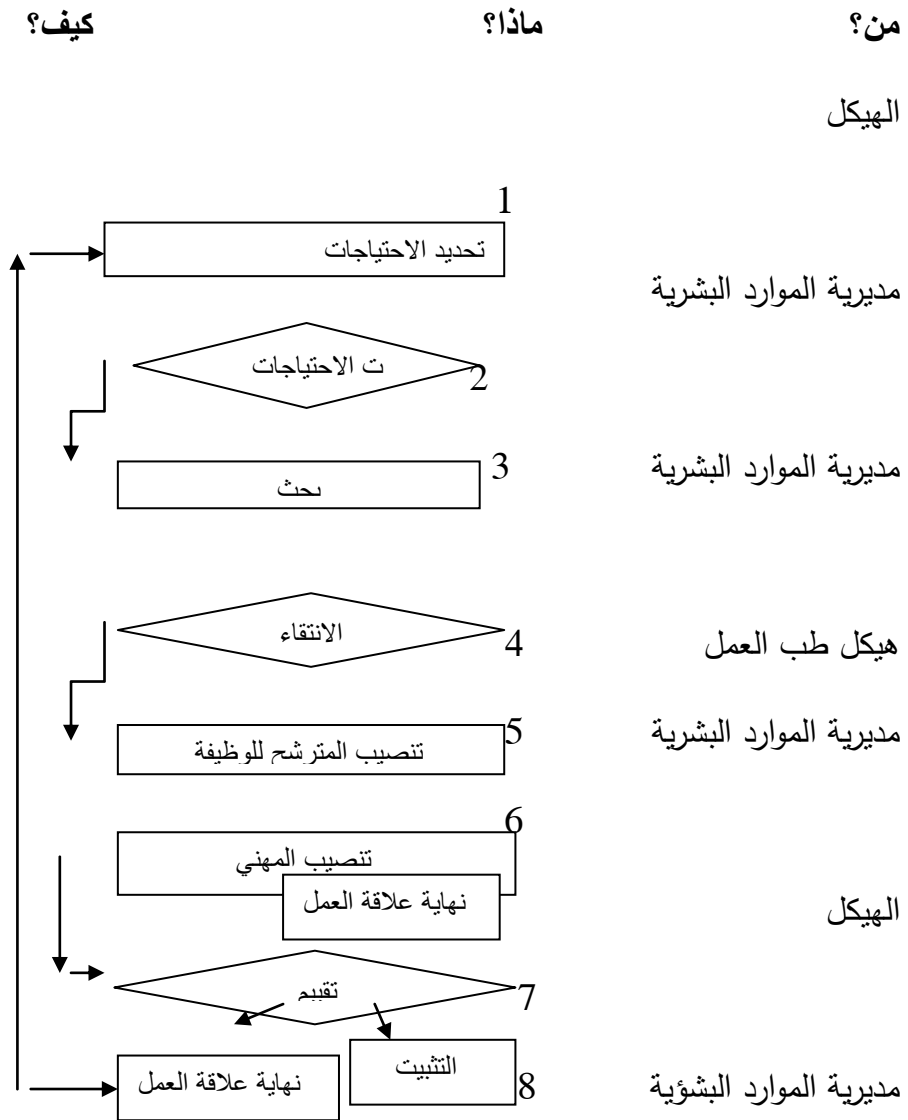 من؟ ماذا؟ كيف؟
الهيكل
1
تحديد الاحتياجات
مديرية الموارد البشرية
ت الاحتياجات
2
مديرية الموارد البشرية
3
بحث
هيكل طب العمل
4
الانتقاء
مديرية الموارد البشرية
5
تنصيب المترشح للوظيفة
6
تنصيب المهني
نهاية علاقة العمل
الهيكل
7
تقييم
التثبيت
نهاية علاقة العمل
8
مديرية الموارد البشؤية